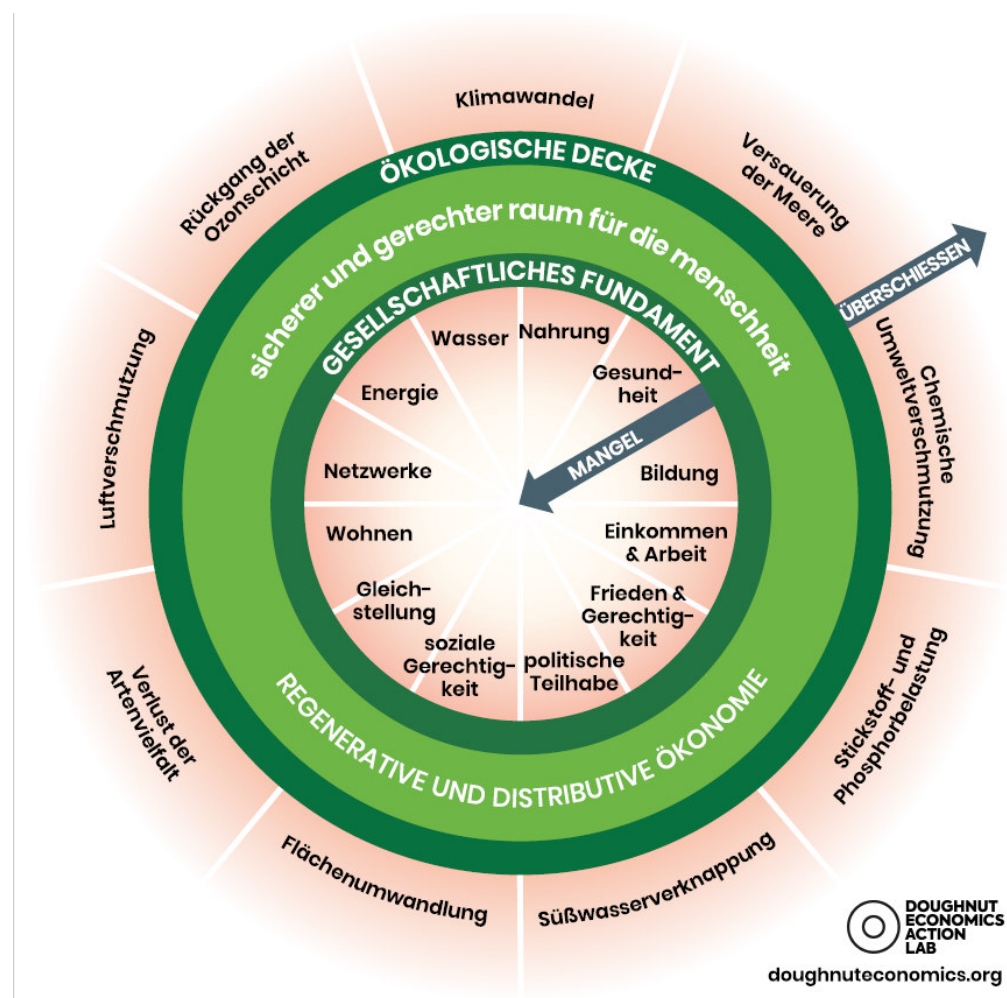 Klimawandel
Versauerung
der Meere
ÜBERSCHIESSEN
Chemische
Umweltverschmutzung
Stickstoff- und
Phosphorbelastung
Süßwasserverknappung
Flächenumwandlung
Verlust der
Artenvielfalt
Luftverschmutzung
Rückgang der
Ozonschicht
ÖKOLOGISCHE DECKE
sicherer und gerechter raum für die menschheit
GESELLSCHAFTLICHES FUNDAMENT
Wasser
Nahrung
Gesund-
heit
MANGEL
Bildung
Einkommen
& Arbeit
Frieden &
Gerechtig-
keit
politische
Teilhabe
soziale
Gerechtig-
keit
Gleich-
stellung
Wohnen
Netzwerke
Energie
REGENERATIVE UND DISTRIBUTIVE ÖKONOMIE
DOUGHNUT
ECONOMICS
ACTION
LAB
doughnuteconomics.org